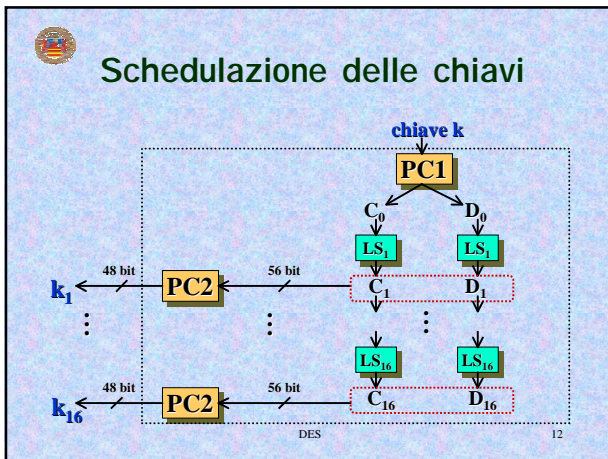 Schedulazione delle chiavi
chiave k
PC1
C0 D0
LS1 LS1
48 bit 56 bit
k1 PC2 C1 D1
⋮ ⋮ ⋮
LS16 LS16
48 bit 56 bit
k16 PC2 C16 D16
DES 12